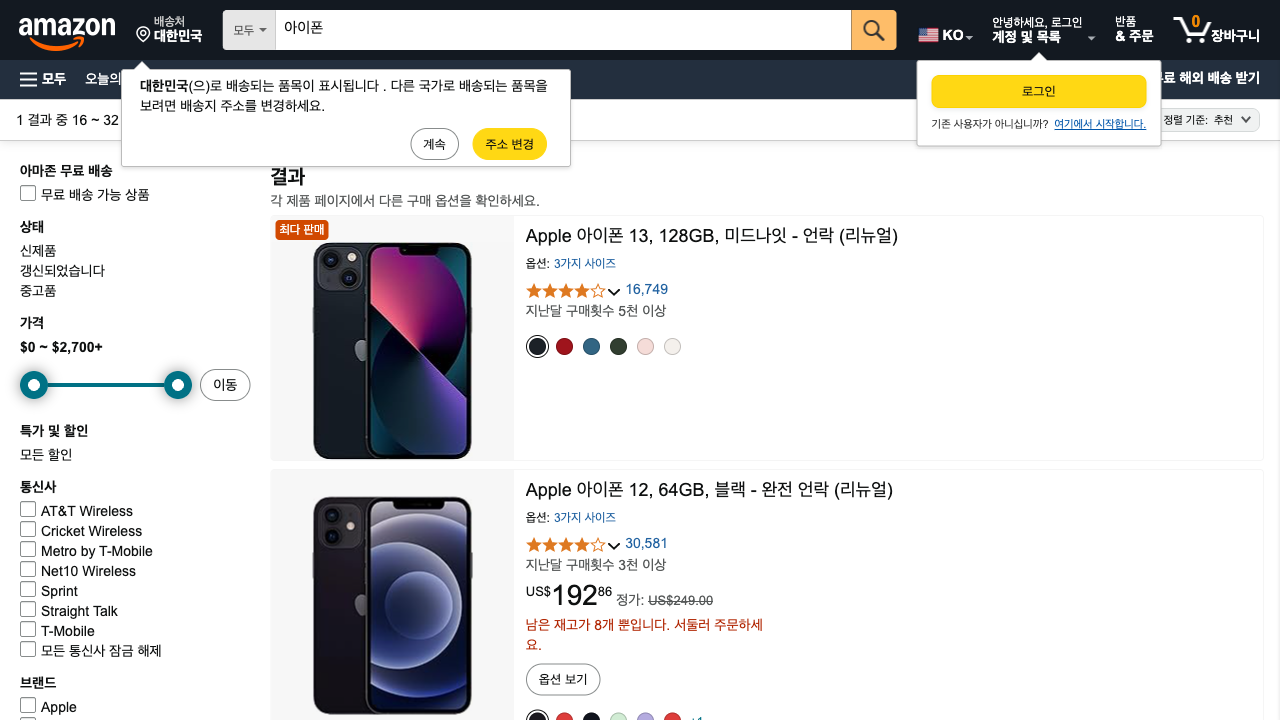 amazon
배송처
대한민국
모두
아이폰
KO
안녕하세요, 로그인
계정 및 목록
반품
& 주문
0
장바구니
모두
오늘의
료 해외 배송 받기
대한민국(으)로 배송되는 품목이 표시됩니다 . 다른 국가로 배송되는 품목을
보려면 배송지 주소를 변경하세요.
계속
주소 변경
로그인
기존 사용자가 아니십니까? 여기에서 시작합니다.
1 결과 중 16 ~ 32
정렬 기준: 추천
아마존 무료 배송
무료 배송 가능 상품
상태
신제품
갱신되었습니다
중고품
가격
$0 ~ $2,700+
이동
특가 및 할인
모든 할인
통신사
AT&T Wireless
Cricket Wireless
Metro by T-Mobile
Net10 Wireless
Sprint
Straight Talk
T-Mobile
모든 통신사 잠금 해제
브랜드
Apple
결과
각 제품 페이지에서 다른 구매 옵션을 확인하세요.
최다 판매
Apple 아이폰 13, 128GB, 미드나잇 - 언락 (리뉴얼)
옵션: 3가지 사이즈
16,749
지난달 구매횟수 5천 이상
Apple 아이폰 12, 64GB, 블랙 - 완전 언락 (리뉴얼)
옵션: 3가지 사이즈
30,581
지난달 구매횟수 3천 이상
US$19286 정가: US$249.00
남은 재고가 8개 뿐입니다. 서둘러 주문하세
요.
옵션 보기